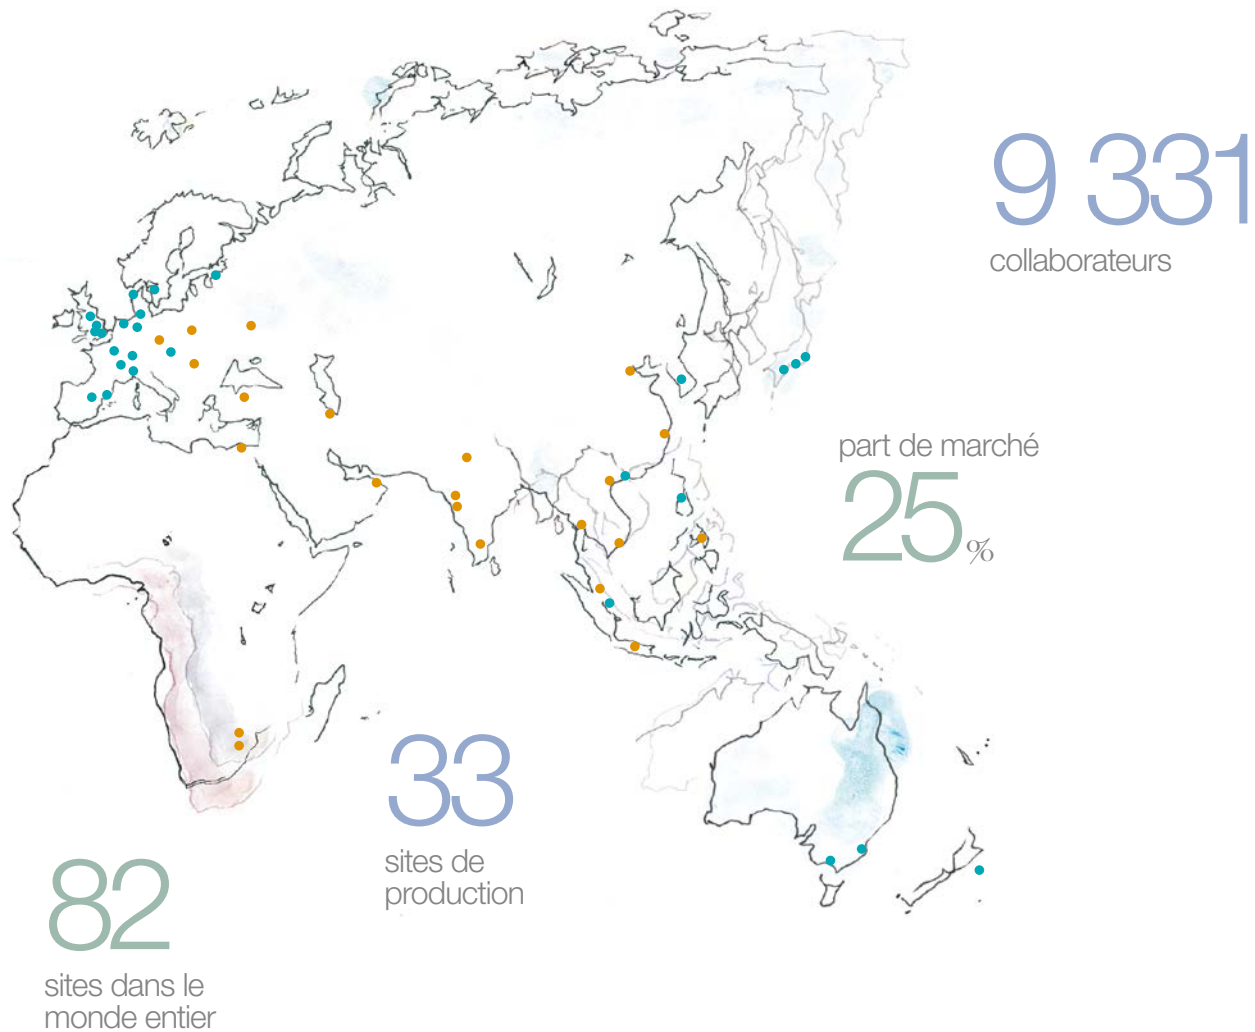 9 331
collaborateurs
part de marché
25%
33
sites de
production
82
sites dans le
monde entier